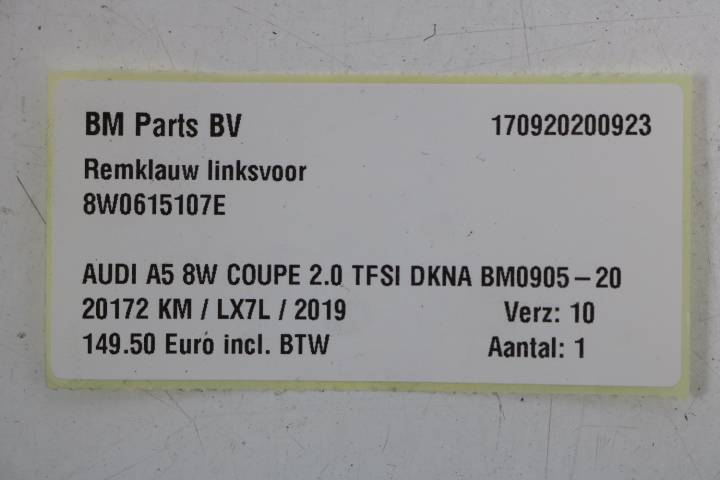 BM Parts BV 170920200923
Remklauw linksvoor
8W0615107E
AUDI A5 8W COUPE 2.0 TFSI DKNA BM0905-20
20172 KM / LX7L / 2019 Verz: 10
149.50 Euro incl. BTW Aantal: 1